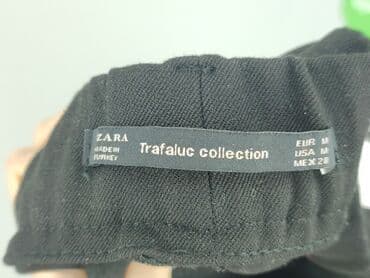 ZARA
MADE IN
TURKEY
Trafaluc collection
EUR M
USA M
MEX 28